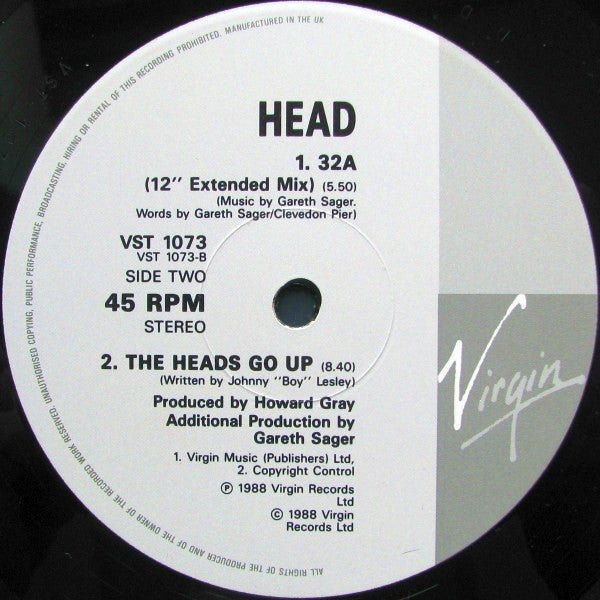 HEAD
1. 32A
(12" Extended Mix) (5.50)
(Music by Gareth Sager.
Words by Gareth Sager/Clevedon Pier)
VST 1073
VST 1073-B
SIDE TWO
45 RPM
STEREO
2. THE HEADS GO UP (8.40)
(Written by Johnny "Boy" Lesley)
Produced by Howard Gray
Additional Production by
Gareth Sager
1. Virgin Music (Publishers) Ltd,
2. Copyright Control
℗ 1988 Virgin Records
Ltd
© 1988 Virgin
Records Ltd
Virgin
ALL RIGHTS OF THE PRODUCER AND OF THE OWNER OF THE RECORDED WORK RESERVED. UNAUTHORISED COPYING, PUBLIC PERFORMANCE, BROADCASTING, HIRING OR RENTAL OF THIS RECORDING PROHIBITED. MANUFACTURED IN THE UK